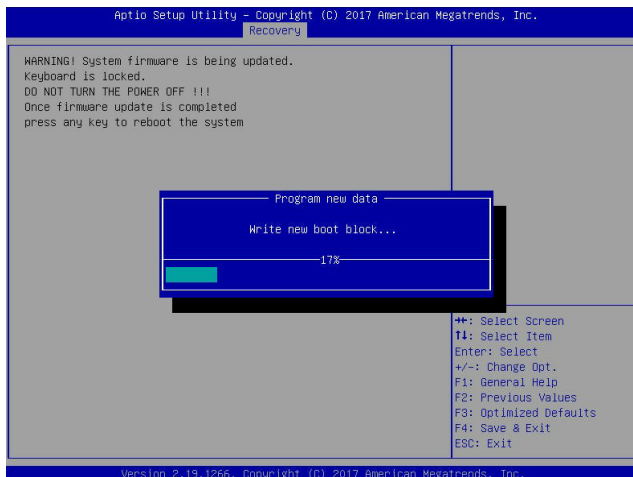 Aptio Setup Utility – Copyright (C) 2017 American Megatrends, Inc.
Recovery
WARNING! System firmware is being updated.
Keyboard is locked.
DO NOT TURN THE POWER OFF !!!
Once firmware update is completed
press any key to reboot the system
Program new data
Write new boot block...
17%
→←: Select Screen
↑↓: Select Item
Enter: Select
+/-: Change Opt.
F1: General Help
F2: Previous Values
F3: Optimized Defaults
F4: Save & Exit
ESC: Exit
Version 2.19.1266. Copyright (C) 2017 American Megatrends, Inc.